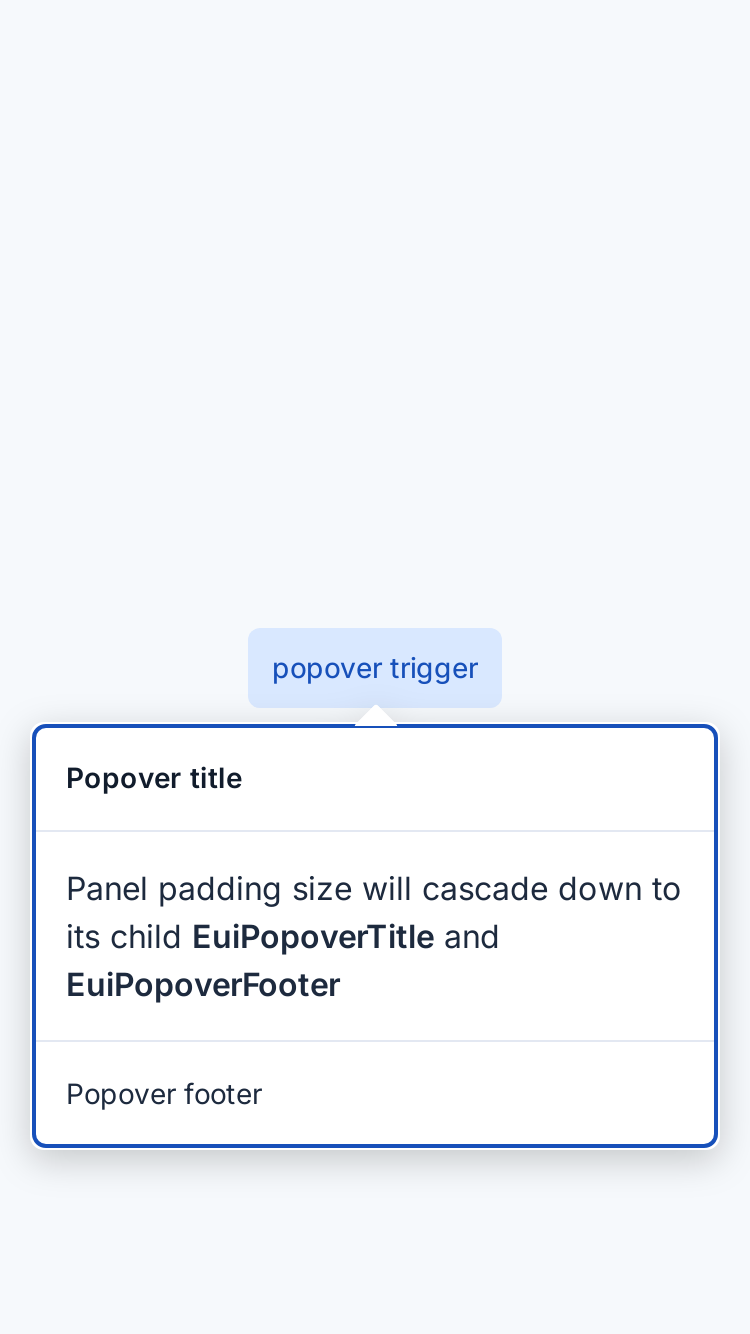 popover trigger
Popover title
Panel padding size will cascade down to
its child EuiPopoverTitle and
EuiPopoverFooter
Popover footer